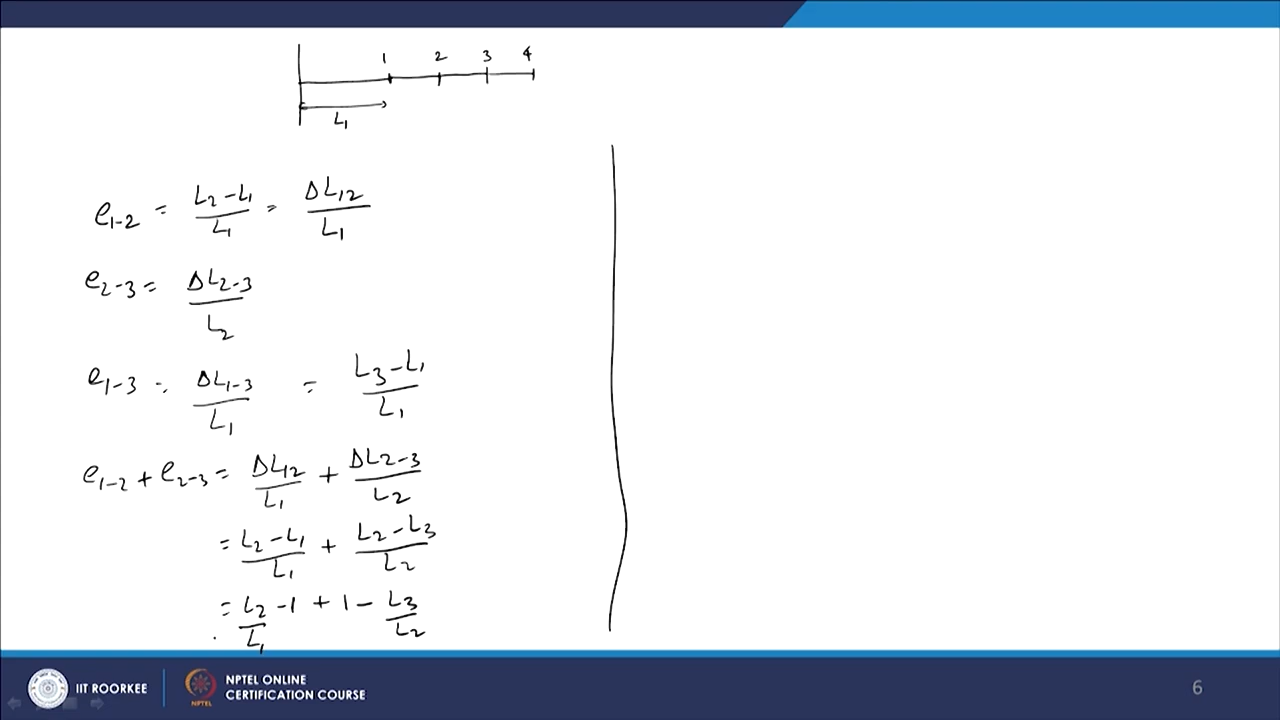 1 2 3 4
L₁
e₁₋₂ = (L₂ - L₁)/L₁ = ΔL₁₂/L₁
e₂₋₃ = ΔL₂₋₃/L₂
e₁₋₃ = ΔL₁₋₃/L₁ = (L₃ - L₁)/L₁
e₁₋₂ + e₂₋₃ = ΔL₁₂/L₁ + ΔL₂₋₃/L₂
= (L₂ - L₁)/L₁ + (L₂ - L₃)/L₂
= L₂/L₁ - 1 + 1 - L₃/L₂
IIT ROORKEE
NPTEL
NPTEL ONLINE
CERTIFICATION COURSE
6